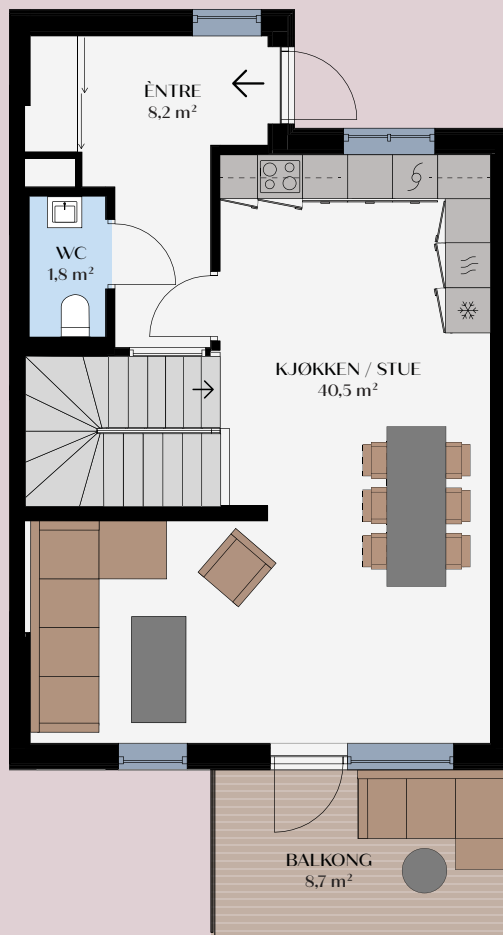 ÈNTRE
8,2 m²
WC
1,8 m²
KJØKKEN / STUE
40,5 m²
BALKONG
8,7 m²